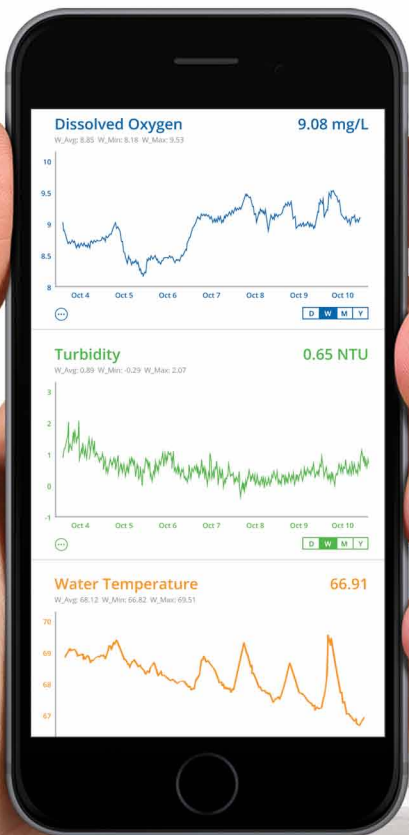 Dissolved Oxygen 9.08 mg/L
W_Avg: 8.85 W_Min: 8.18 W_Max: 9.53
10
9.5
9
8.5
8
Oct 4 Oct 5 Oct 6 Oct 7 Oct 8 Oct 9 Oct 10
D W M Y
Turbidity 0.65 NTU
W_Avg: 0.89 W_Min: -0.29 W_Max: 2.07
3
2
1
0
-1
Oct 4 Oct 5 Oct 6 Oct 7 Oct 8 Oct 9 Oct 10
D W M Y
Water Temperature 66.91
W_Avg: 68.12 W_Min: 66.82 W_Max: 69.51
70
69
68
67